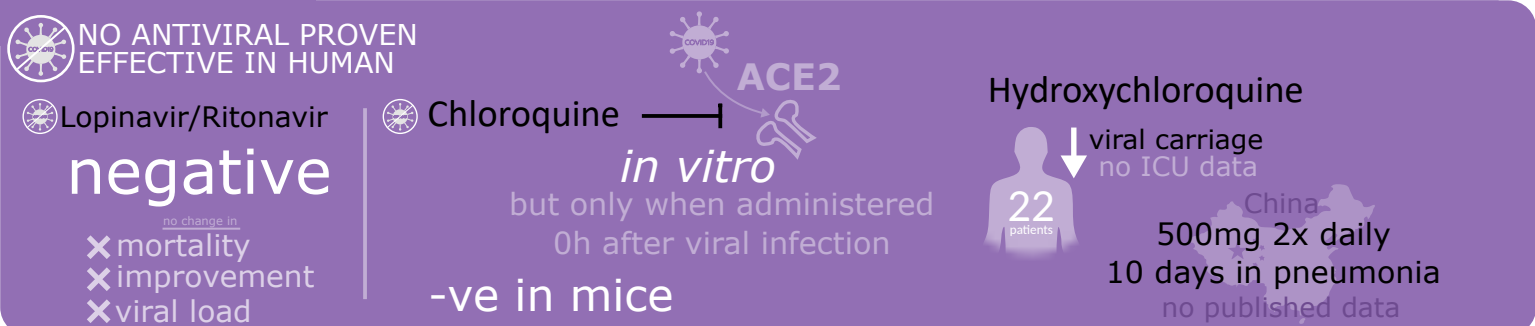 NO ANTIVIRAL PROVEN
EFFECTIVE IN HUMAN
COVID19
Lopinavir/Ritonavir
negative
no change in
mortality
improvement
viral load
Chloroquine
COVID19
ACE2
in vitro
but only when administered
0h after viral infection
-ve in mice
Hydroxychloroquine
viral carriage
no ICU data
22
patients
China
500mg 2x daily
10 days in pneumonia
no published data